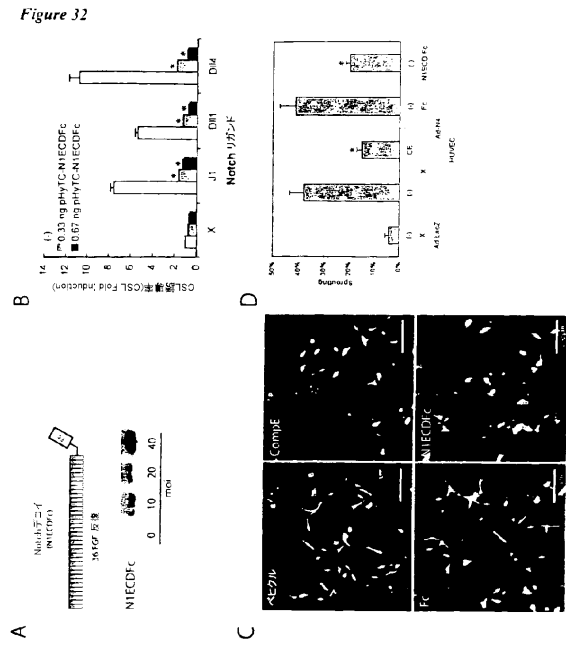 Figure 32
A
Notchデコイ
(N1ECDFc)
36 EGF 反復
N1ECDFc
0 10 20 40
moi
B
(-)
0.33 ng pHyTC-N1ECDFc
0.67 ng pHyTC-N1ECDFc
CSL誘導率(CSL Fold Induction)
14
12
10
8
6
4
2
0
X J1 Dll1 Dll4
Notch リガンド
C
ビヒクル
CompE
Fc
N1ECDFc
D
Sprouting
50%
40%
30%
20%
10%
0%
(-) (-) CE Fc N1ECD Fc
X X (-)
Ad-LacZ Ad-N4
HUVEC